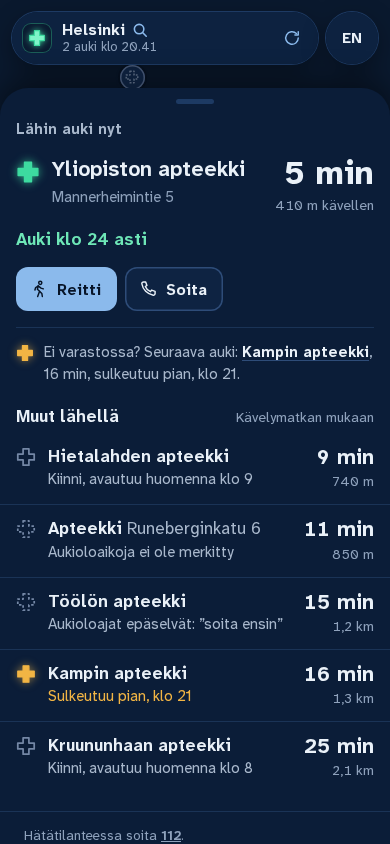 Helsinki
2 auki klo 20.41
EN
Lähin auki nyt
Yliopiston apteekki
5 min
Mannerheimintie 5
410 m kävellen
Auki klo 24 asti
Reitti
Soita
Ei varastossa? Seuraava auki: Kampin apteekki,
16 min, sulkeutuu pian, klo 21.
Muut lähellä
Kävelymatkan mukaan
Hietalahden apteekki
9 min
Kiinni, avautuu huomenna klo 9
740 m
Apteekki Runeberginkatu 6
11 min
Aukioloaikoja ei ole merkitty
850 m
Töölön apteekki
15 min
Aukioloajat epäselvät: ”soita ensin”
1,2 km
Kampin apteekki
16 min
Sulkeutuu pian, klo 21
1,3 km
Kruununhaan apteekki
25 min
Kiinni, avautuu huomenna klo 8
2,1 km
Hätätilanteessa soita 112.